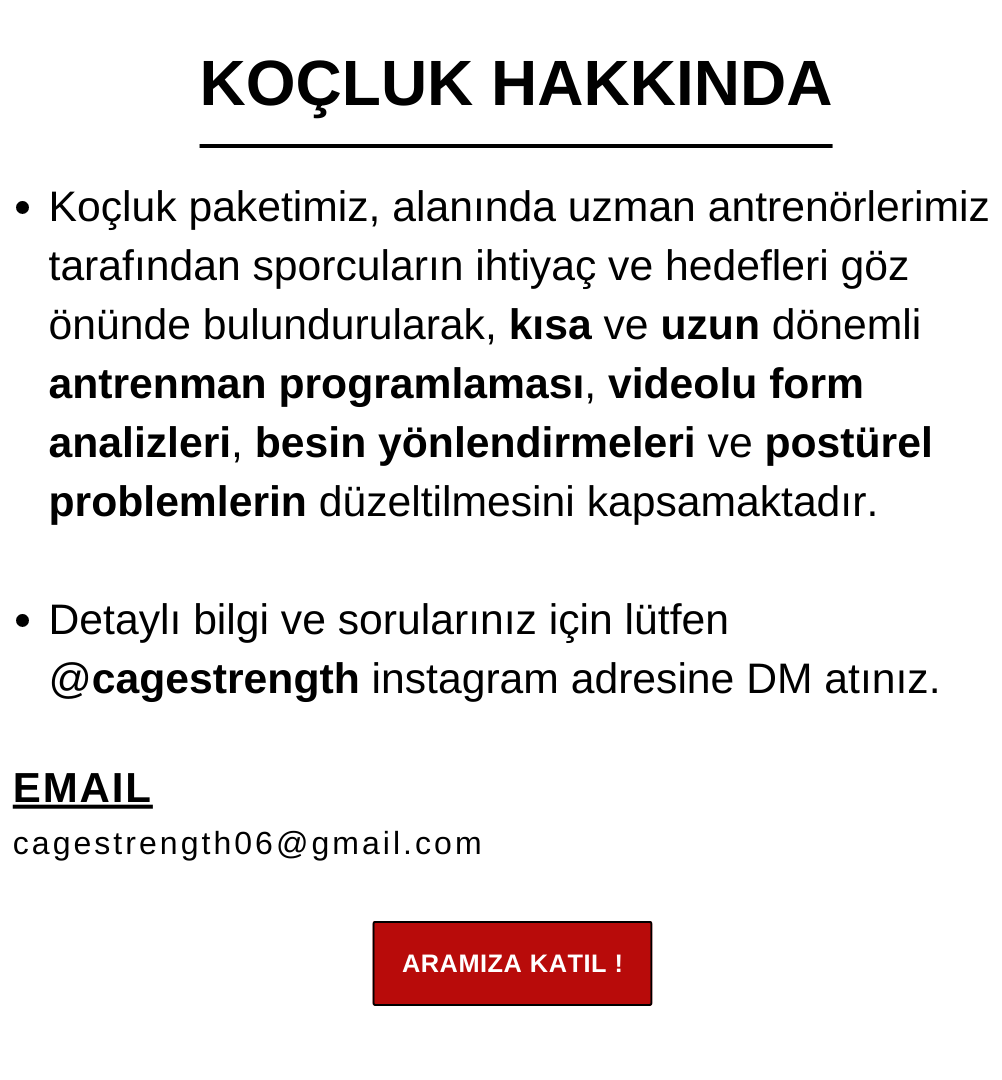 KOÇLUK HAKKINDA
• Koçluk paketimiz, alanında uzman antrenörlerimiz
tarafından sporcuların ihtiyaç ve hedefleri göz
önünde bulundurularak, kısa ve uzun dönemli
antrenman programlaması, videolu form
analizleri, besin yönlendirmeleri ve postürel
problemlerin düzeltilmesini kapsamaktadır.
• Detaylı bilgi ve sorularınız için lütfen
@cagestrength instagram adresine DM atınız.
EMAIL
cagestrength06@gmail.com
ARAMIZA KATIL !